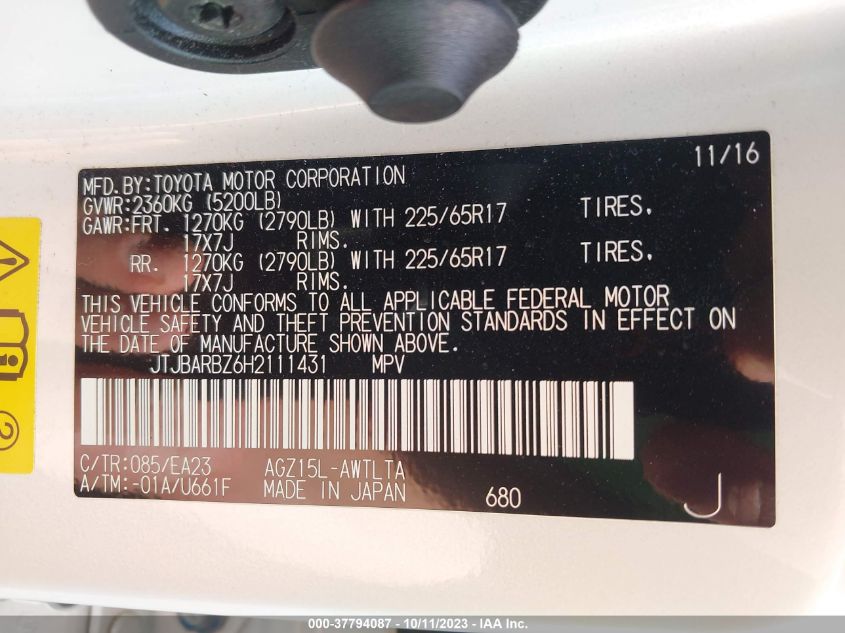 11/16
MFD.BY:TOYOTA MOTOR CORPORATION
GVWR:2360KG (5200LB)
GAWR:FRT. 1270KG (2790LB) WITH 225/65R17 TIRES,
17X7J RIMS.
RR. 1270KG (2790LB) WITH 225/65R17 TIRES,
17X7J RIMS.
THIS VEHICLE CONFORMS TO ALL APPLICABLE FEDERAL MOTOR
VEHICLE SAFETY AND THEFT PREVENTION STANDARDS IN EFFECT ON
THE DATE OF MANUFACTURE SHOWN ABOVE.
JTJBARBZ6H2111431 MPV
C/TR:085/EA23 AGZ15L-AWTLTA
A/TM:-01A/U661F MADE IN JAPAN 680 J
2
000-37794087 - 10/11/2023 - IAA Inc.